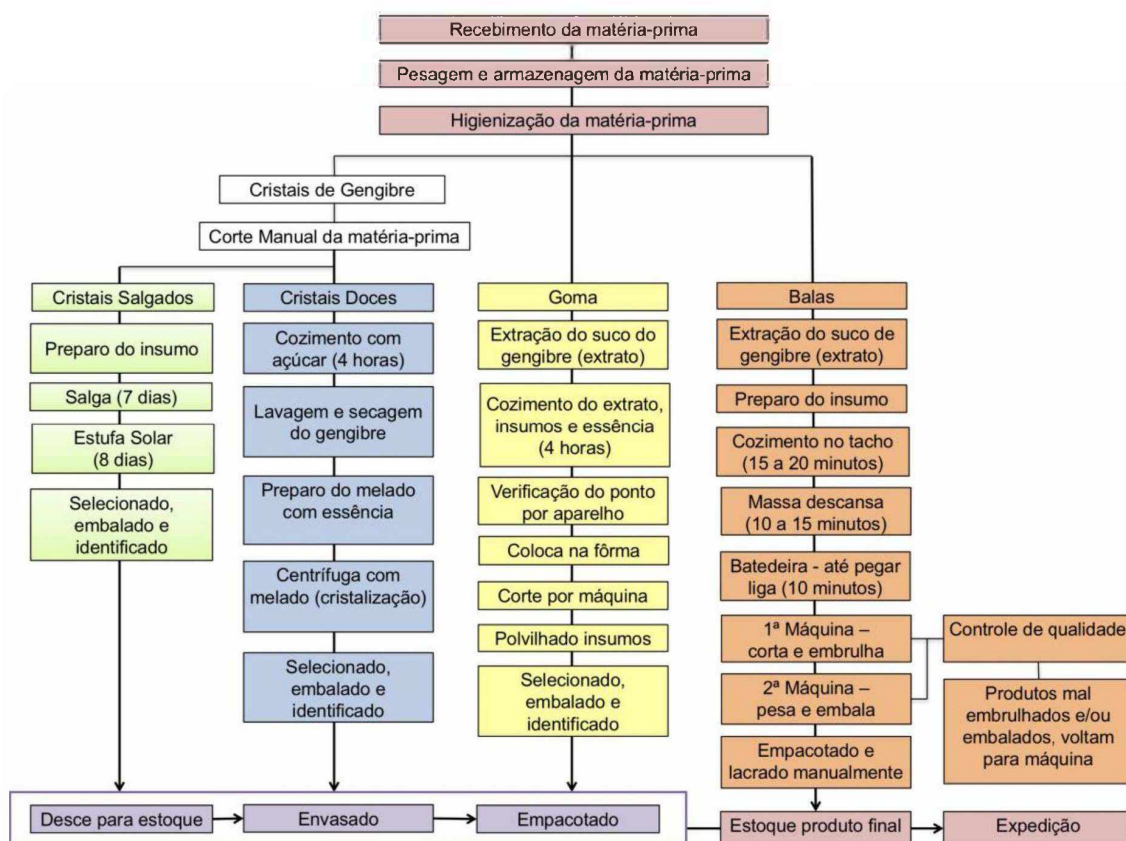 Recebimento da matéria-prima
Pesagem e armazenagem da matéria-prima
Higienização da matéria-prima
Cristais de Gengibre
Corte Manual da matéria-prima
Cristais Salgados
Preparo do insumo
Salga (7 dias)
Estufa Solar
(8 dias)
Selecionado,
embalado e
identificado
Cristais Doces
Cozimento com
açúcar (4 horas)
Lavagem e secagem
do gengibre
Preparo do melado
com essência
Centrífuga com
melado (cristalização)
Selecionado,
embalado e
identificado
Goma
Extração do suco do
gengibre (extrato)
Cozimento do extrato,
insumos e essência
(4 horas)
Verificação do ponto
por aparelho
Coloca na fôrma
Corte por máquina
Polvilhado insumos
Selecionado,
embalado e
identificado
Balas
Extração do suco de
gengibre (extrato)
Preparo do insumo
Cozimento no tacho
(15 a 20 minutos)
Massa descansa
(10 a 15 minutos)
Batedeira - até pegar
liga (10 minutos)
1ª Máquina –
corta e embrulha
2ª Máquina –
pesa e embala
Empacotado e
lacrado manualmente
Controle de qualidade
Produtos mal
embrulhados e/ou
embalados, voltam
para máquina
Desce para estoque
Envasado
Empacotado
Estoque produto final
Expedição